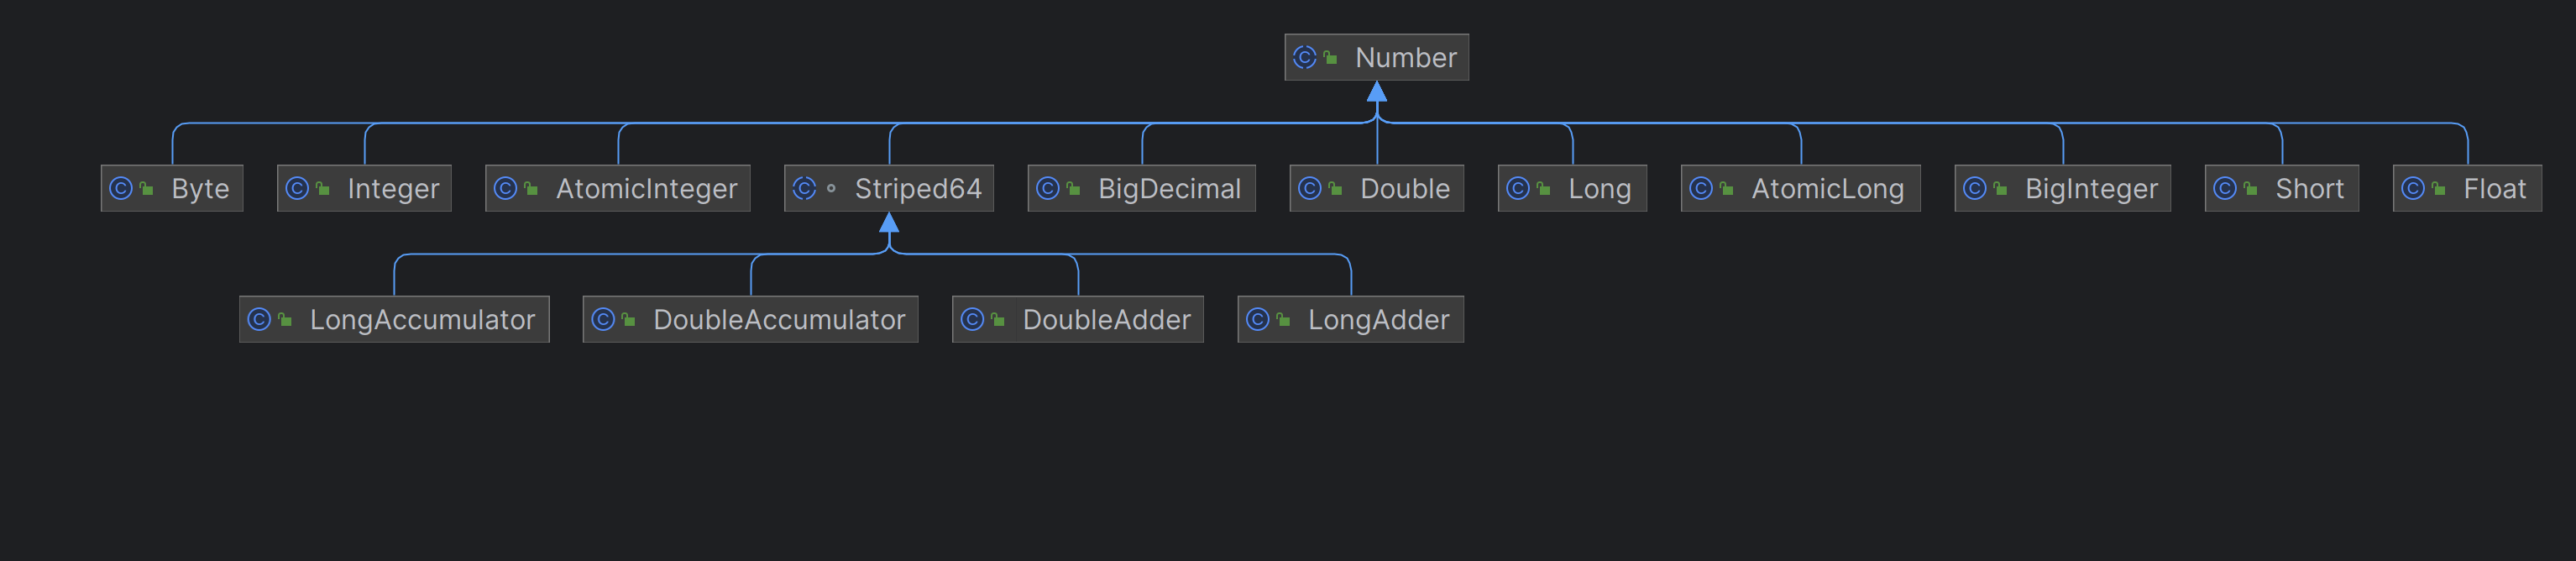 Number
Byte Integer AtomicInteger Striped64 BigDecimal Double Long AtomicLong BigInteger Short Float
LongAccumulator DoubleAccumulator DoubleAdder LongAdder